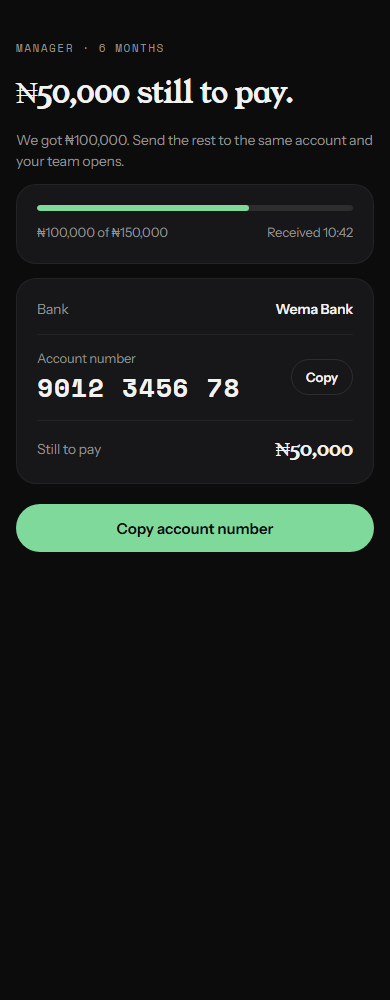 MANAGER · 6 MONTHS
₦50,000 still to pay.
We got ₦100,000. Send the rest to the same account and
your team opens.
₦100,000 of ₦150,000
Received 10:42
Bank
Wema Bank
Account number
9012 3456 78
Copy
Still to pay
₦50,000
Copy account number